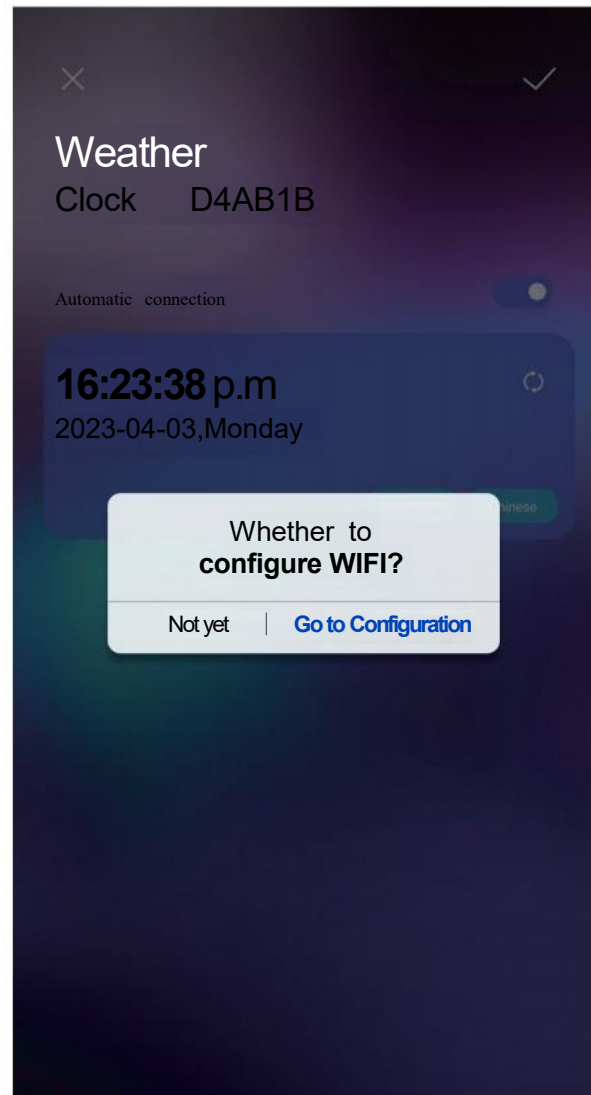 Weather
Clock D4AB1B
Automatic connection
16:23:38 p.m
2023-04-03,Monday
Whether to
configure WIFI?
Not yet | Go to Configuration